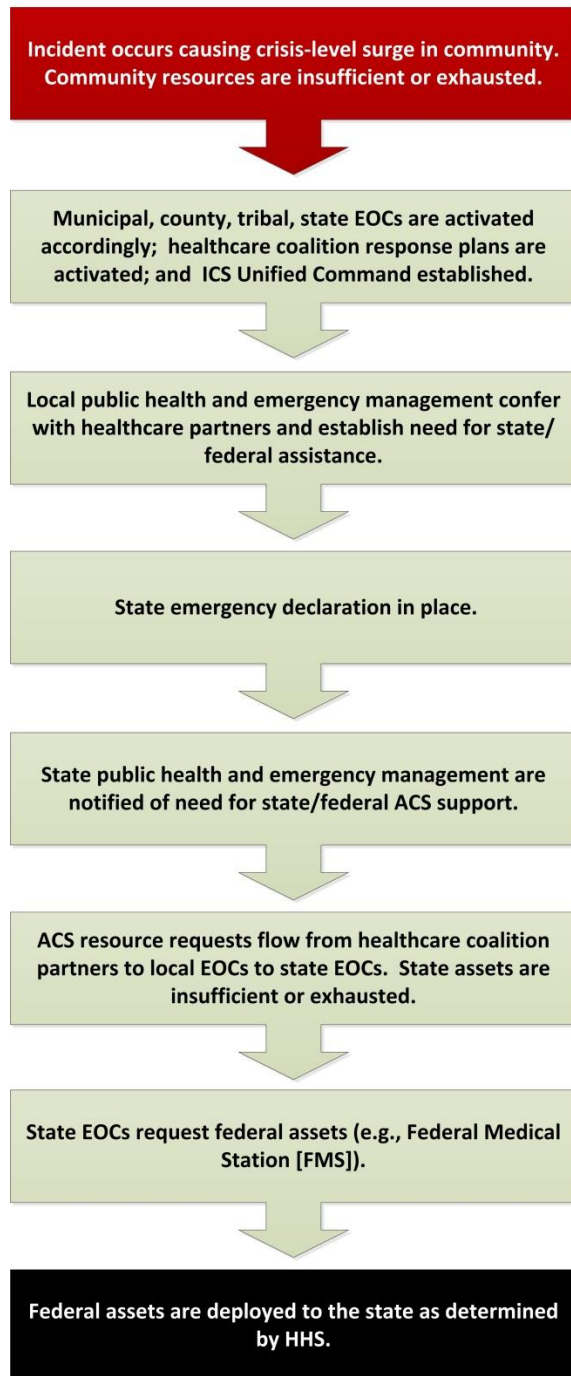 Incident occurs causing crisis-level surge in community.
Community resources are insufficient or exhausted.
Municipal, county, tribal, state EOCs are activated
accordingly; healthcare coalition response plans are
activated; and ICS Unified Command established.
Local public health and emergency management confer
with healthcare partners and establish need for state/
federal assistance.
State emergency declaration in place.
State public health and emergency management are
notified of need for state/federal ACS support.
ACS resource requests flow from healthcare coalition
partners to local EOCs to state EOCs. State assets are
insufficient or exhausted.
State EOCs request federal assets (e.g., Federal Medical
Station [FMS]).
Federal assets are deployed to the state as determined
by HHS.